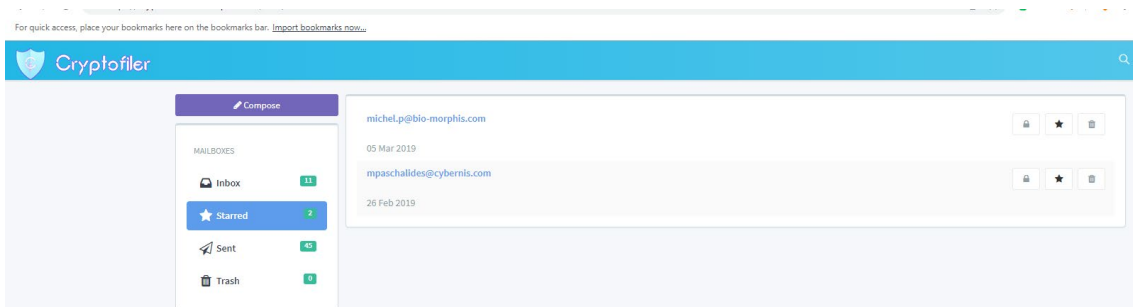 For quick access, place your bookmarks here on the bookmarks bar. Import bookmarks now...
Cryptofiler
Compose
MAILBOXES
Inbox 11
Starred 2
Sent 45
Trash 0
michel.p@bio-morphis.com
05 Mar 2019
mpaschalides@cybernis.com
26 Feb 2019